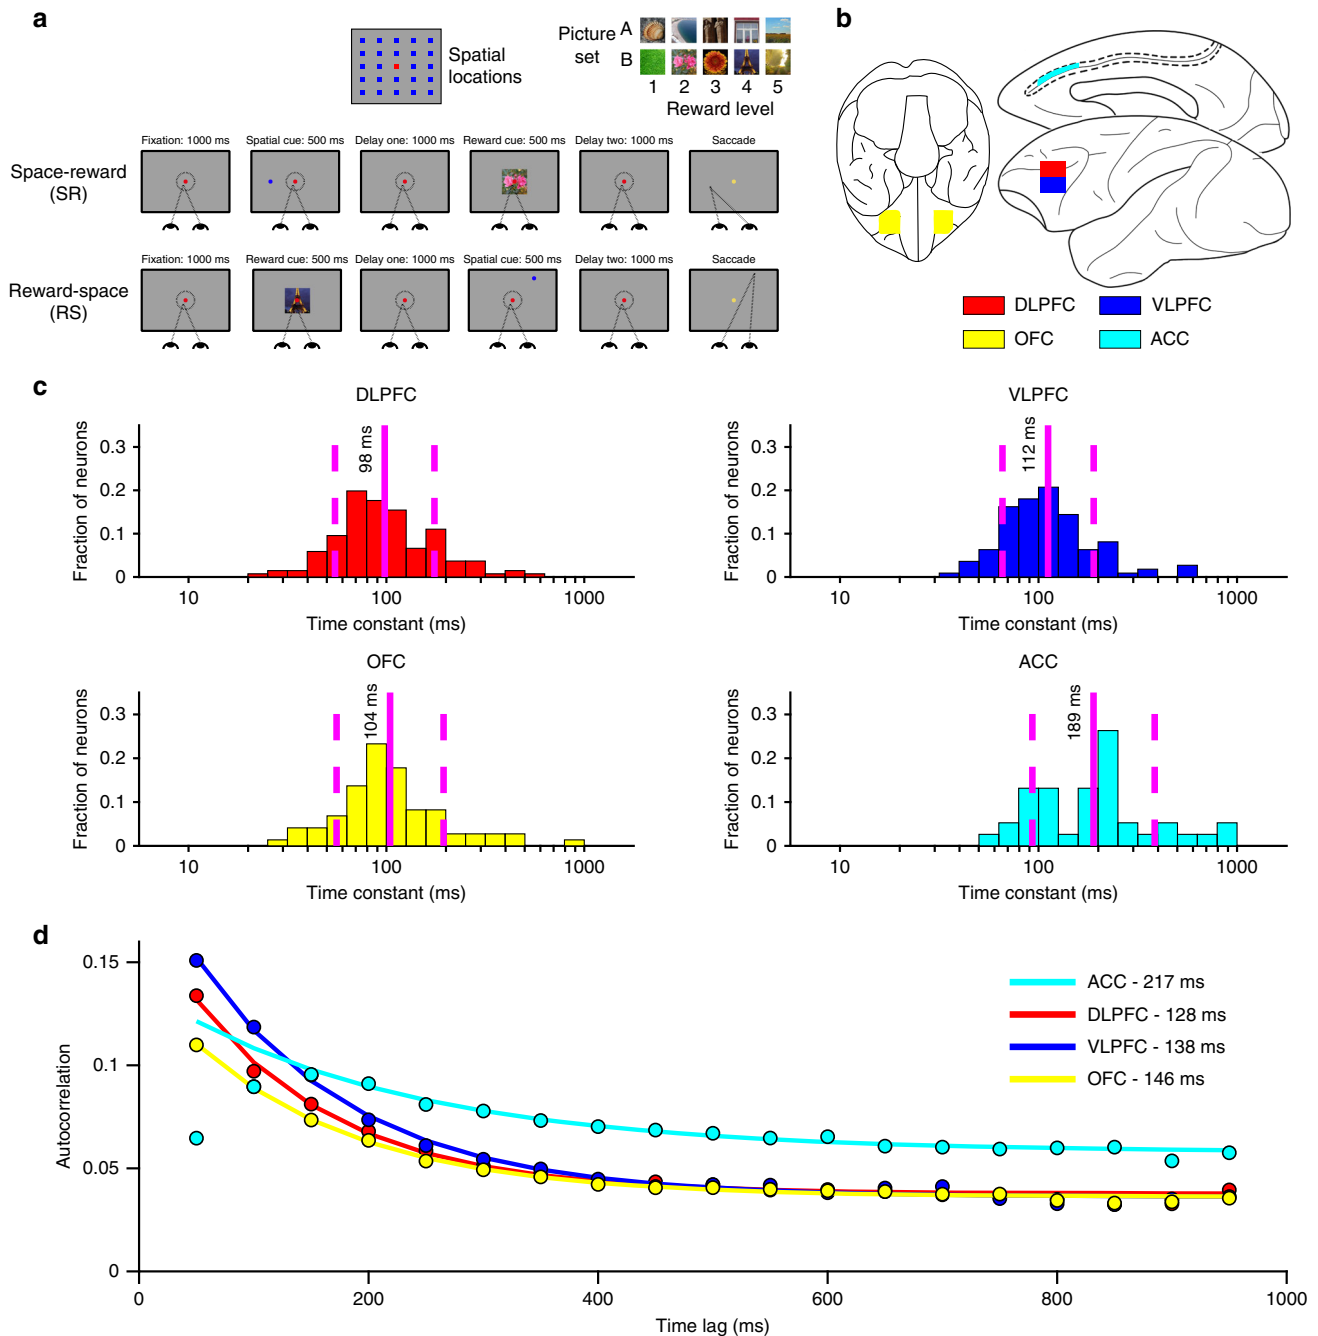 a
Spatial
locations
Picture
set
A
B
1 2 3 4 5
Reward level
Space-reward
(SR)
Fixation: 1000 ms
Spatial cue: 500 ms
Delay one: 1000 ms
Reward cue: 500 ms
Delay two: 1000 ms
Saccade
Reward-space
(RS)
Fixation: 1000 ms
Reward cue: 500 ms
Delay one: 1000 ms
Spatial cue: 500 ms
Delay two: 1000 ms
Saccade
b
DLPFC
VLPFC
OFC
ACC
c
DLPFC
Fraction of neurons
0.3
0.2
0.1
0
98 ms
10 100 1000
Time constant (ms)
VLPFC
Fraction of neurons
0.3
0.2
0.1
0
112 ms
10 100 1000
Time constant (ms)
OFC
Fraction of neurons
0.3
0.2
0.1
0
104 ms
10 100 1000
Time constant (ms)
ACC
Fraction of neurons
0.3
0.2
0.1
0
189 ms
10 100 1000
Time constant (ms)
d
Autocorrelation
0.15
0.1
0.05
0
ACC - 217 ms
DLPFC - 128 ms
VLPFC - 138 ms
OFC - 146 ms
0 200 400 600 800 1000
Time lag (ms)